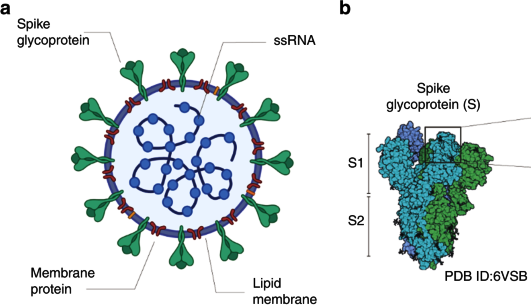 a
Spike
glycoprotein
ssRNA
Membrane
protein
Lipid
membrane
b
Spike
glycoprotein (S)
S1
S2
PDB ID:6VSB